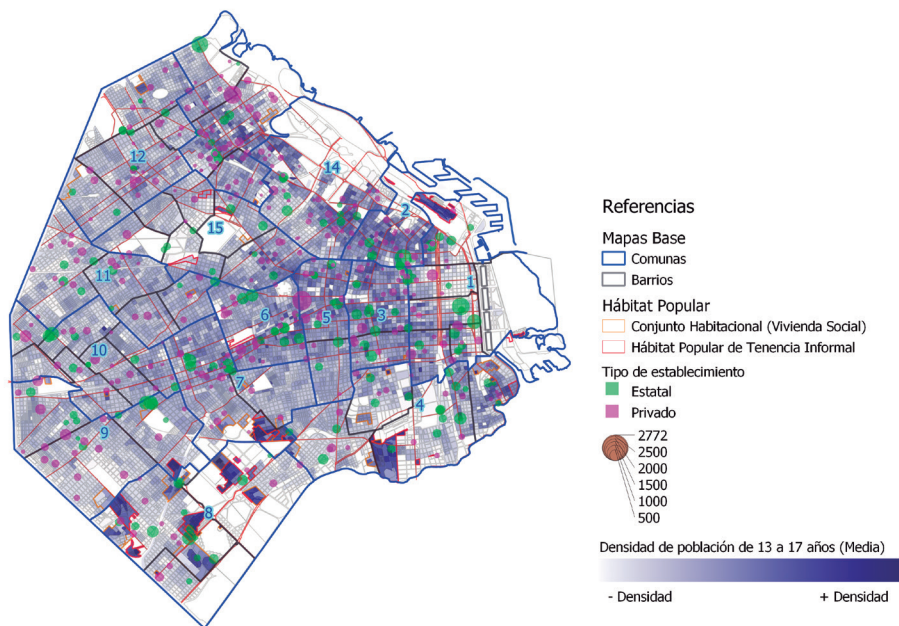 12
14
2
15
11
1
6
5
3
10
7
4
9
8
Referencias
Mapas Base
Comunas
Barrios
Hábitat Popular
Conjunto Habitacional (Vivienda Social)
Hábitat Popular de Tenencia Informal
Tipo de establecimiento
Estatal
Privado
2772
2500
2000
1500
1000
500
Densidad de población de 13 a 17 años (Media)
- Densidad + Densidad